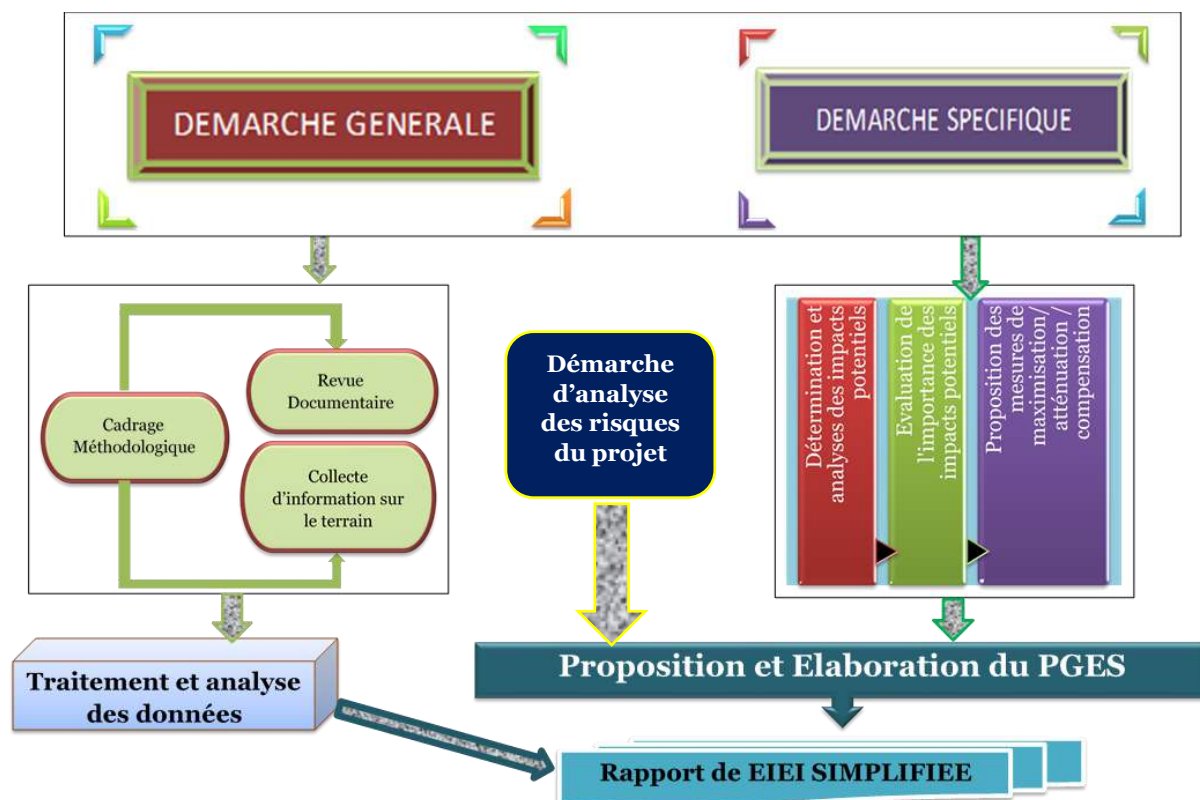 DEMARCHE GENERALE
DEMARCHE SPECIFIQUE
Cadrage
Méthodologique
Revue
Documentaire
Collecte
d'information sur
le terrain
Démarche
d'analyse
des risques
du projet
Détermination et
analyses des impacts
potentiels
Evaluation de
l'importance des
impacts potentiels
Proposition des
mesures de
maximisation/
atténuation /
compensation
Traitement et analyse
des données
Proposition et Elaboration du PGES
Rapport de EIEI SIMPLIFIEE